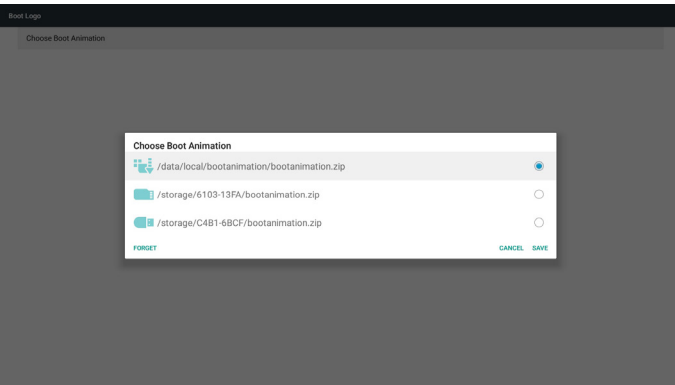 Boot Logo
Choose Boot Animation
Choose Boot Animation
/data/local/bootanimation/bootanimation.zip
/storage/6103-13FA/bootanimation.zip
/storage/C4B1-6BCF/bootanimation.zip
FORGET CANCEL SAVE